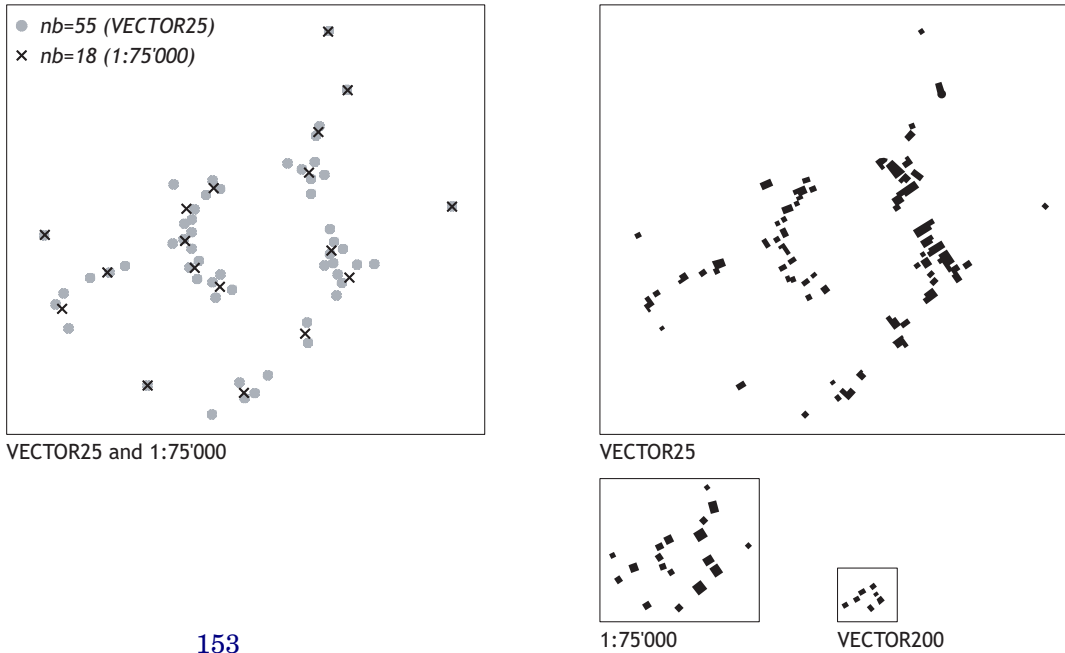 nb=55 (VECTOR25)
nb=18 (1:75'000)
VECTOR25 and 1:75'000
VECTOR25
1:75'000
VECTOR200
153